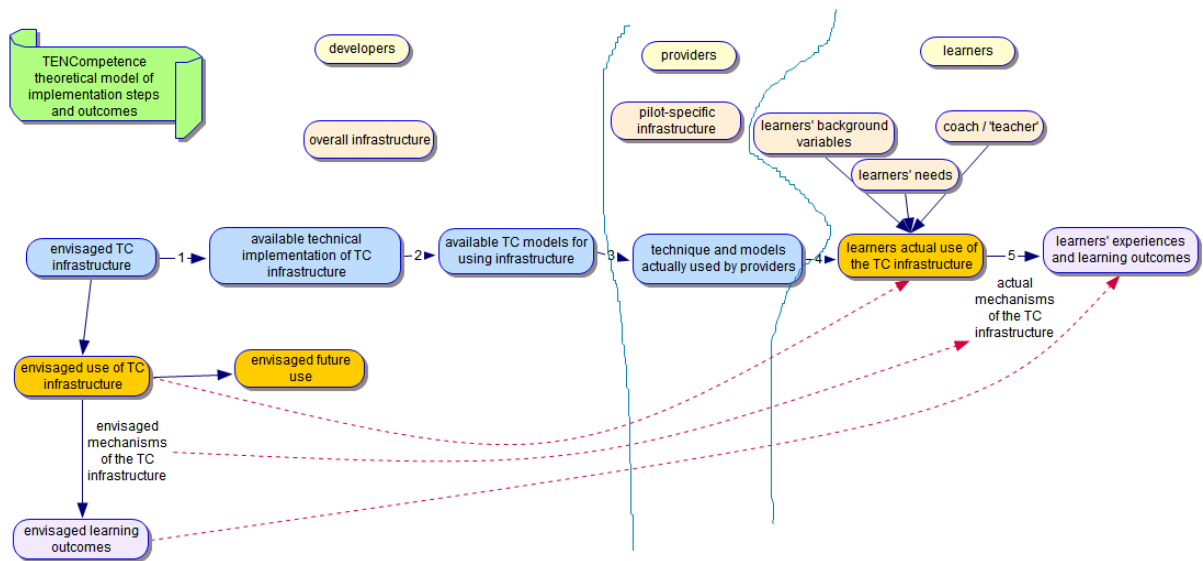 TENCompetence
theoretical model of
implementation steps
and outcomes
developers
providers
learners
overall infrastructure
pilot-specific
infrastructure
learners' background
variables
coach / 'teacher'
learners' needs
envisaged TC
infrastructure
1
available technical
implementation of TC
infrastructure
2
available TC models for
using infrastructure
3
technique and models
actually used by providers
4
learners actual use of
the TC infrastructure
5
learners' experiences
and learning outcomes
actual
mechanisms
of the TC
infrastructure
envisaged use of TC
infrastructure
envisaged future
use
envisaged
mechanisms
of the TC
infrastructure
envisaged learning
outcomes